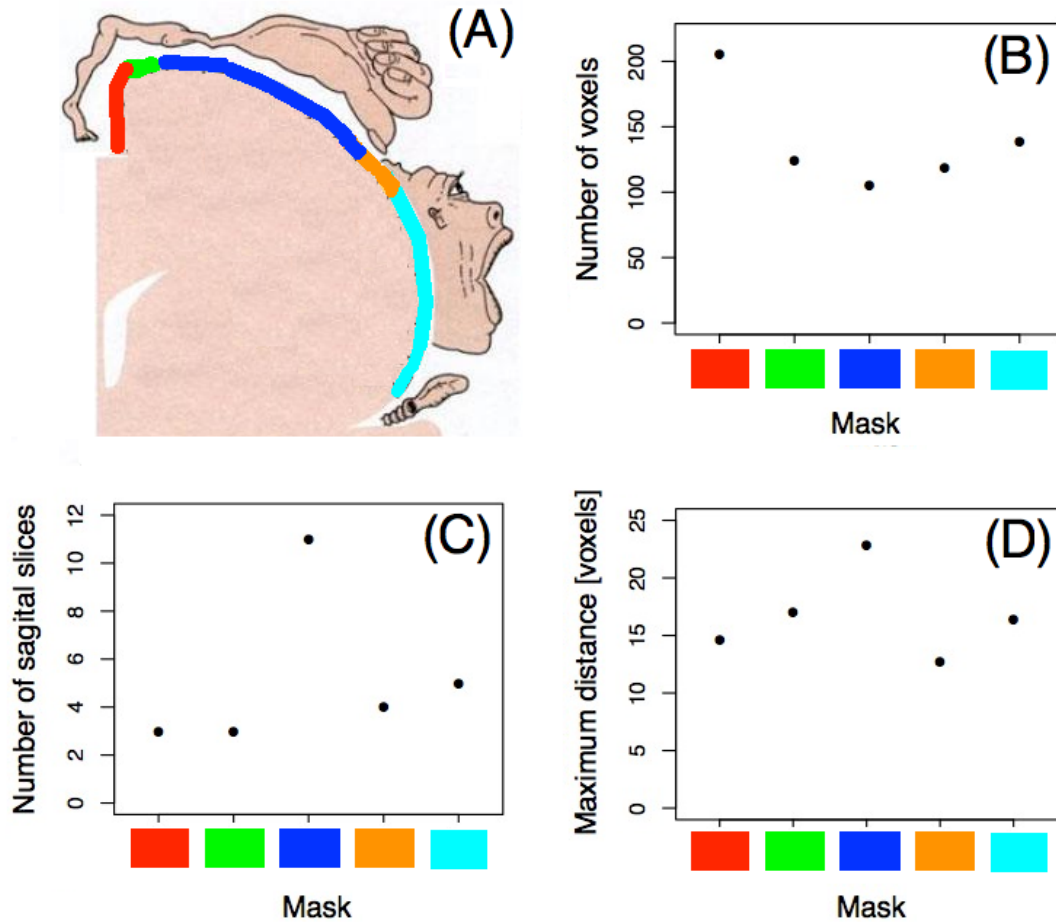 (A)
(B)
Number of voxels
200
150
100
50
0
Mask
(C)
Number of sagital slices
12
10
8
6
4
2
0
Mask
(D)
Maximum distance [voxels]
25
20
15
10
5
0
Mask